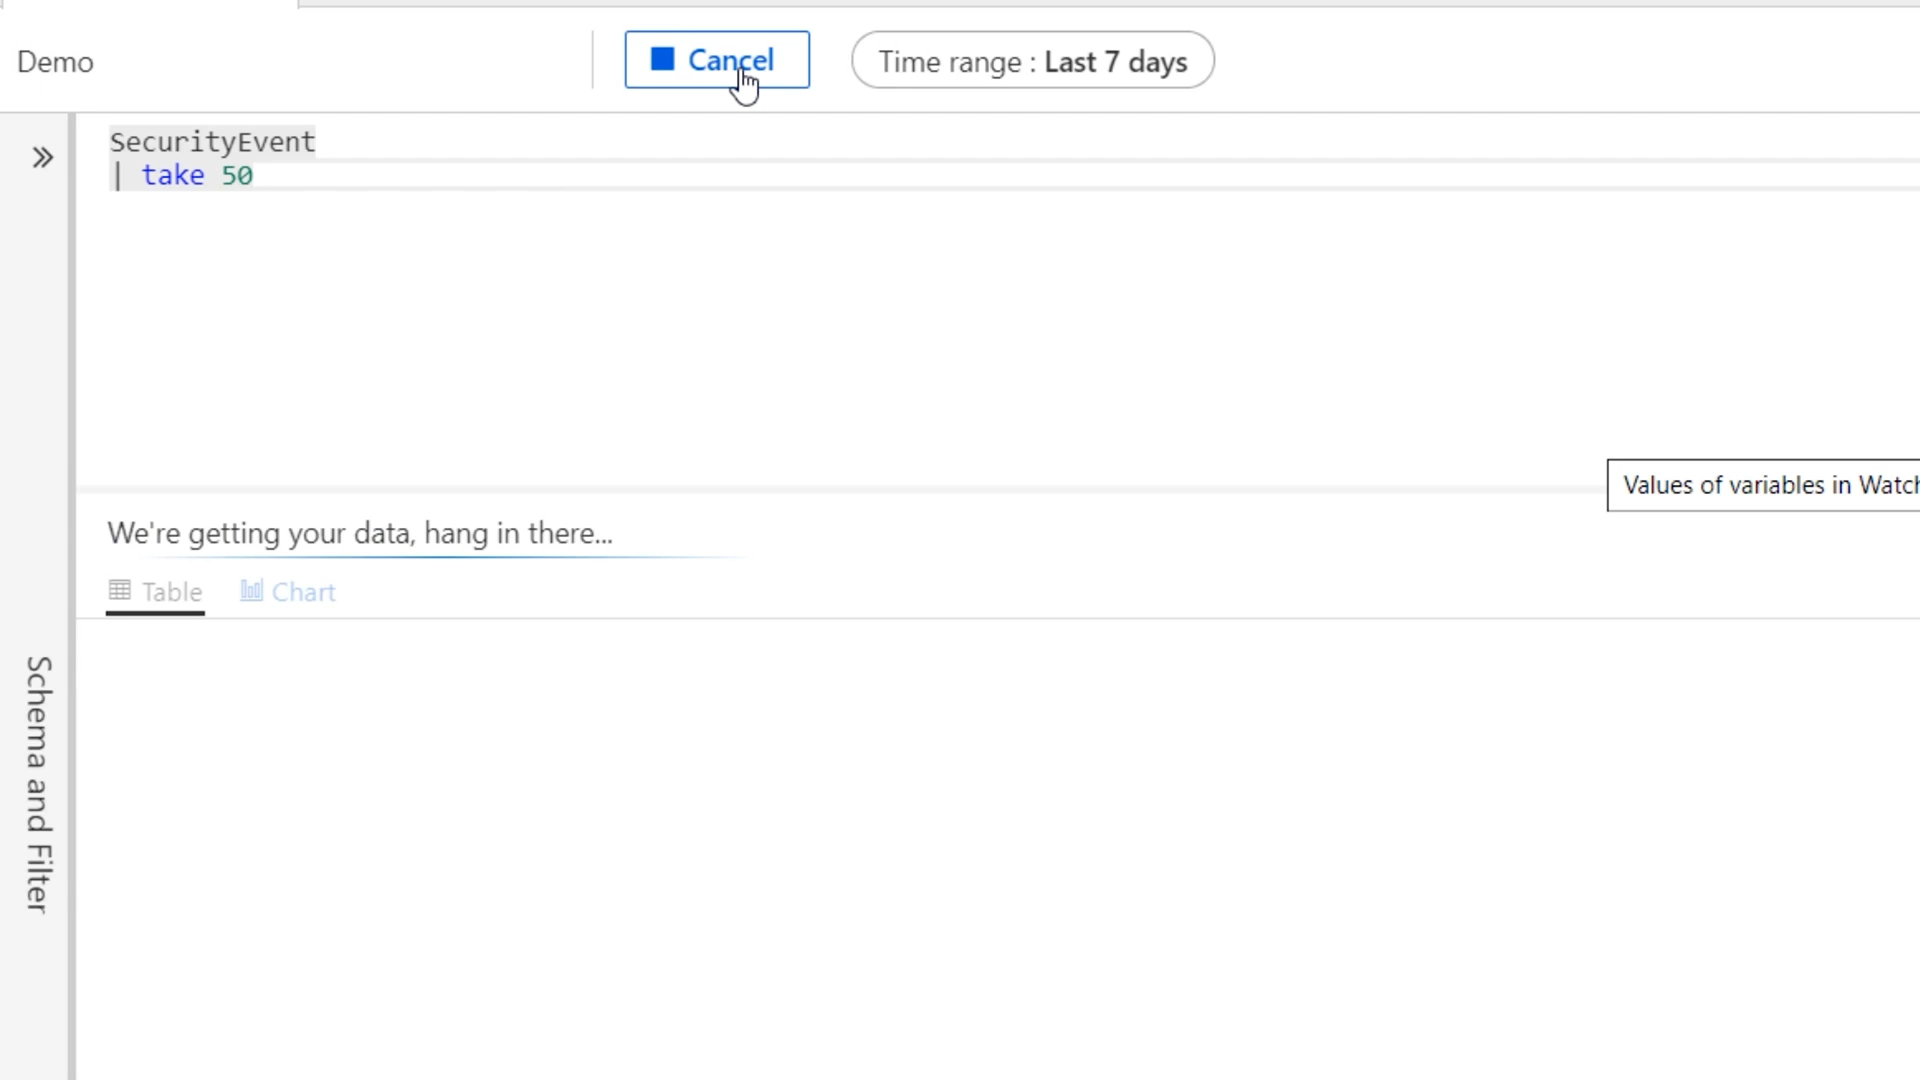 Demo
Cancel
Time range : Last 7 days
SecurityEvent
| take 50
Values of variables in Watch
We're getting your data, hang in there...
Table
Chart
Schema and Filter